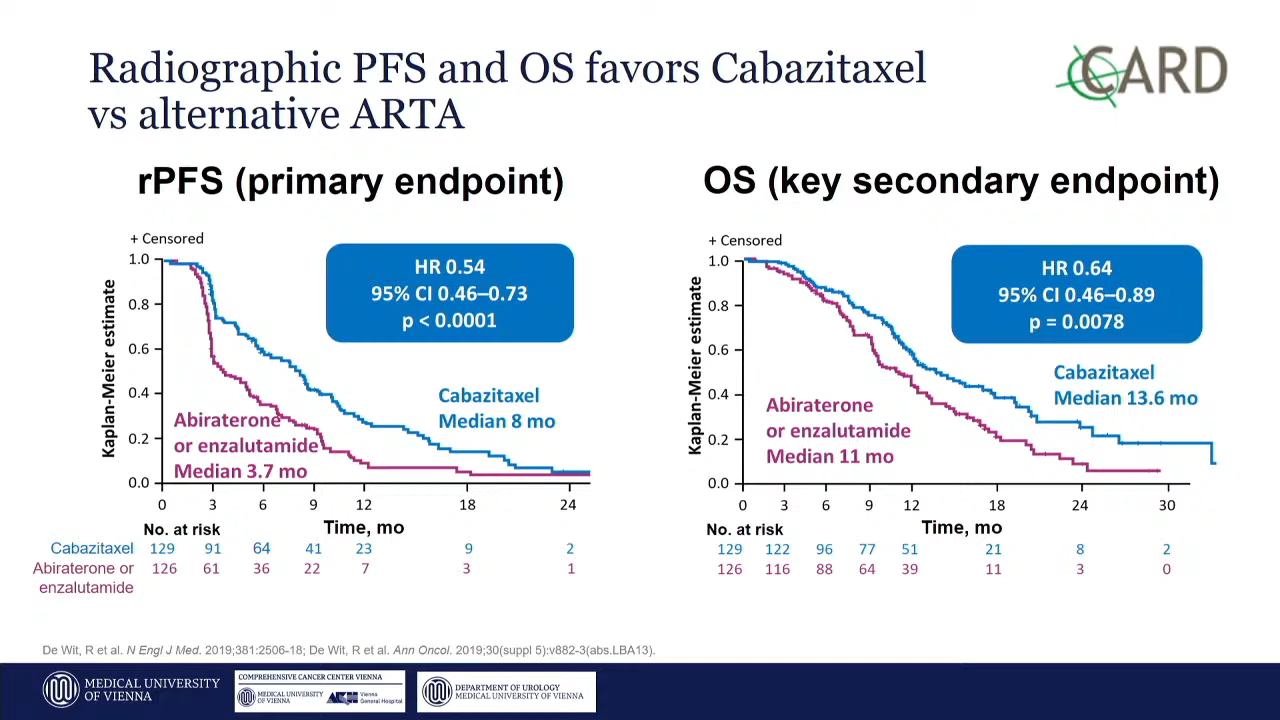 Radiographic PFS and OS favors Cabazitaxel
vs alternative ARTA
CARD
rPFS (primary endpoint)
+ Censored
HR 0.54
95% CI 0.46–0.73
p < 0.0001
Kaplan-Meier estimate
1.0
0.8
0.6
0.4
0.2
0.0
Cabazitaxel
Median 8 mo
Abiraterone
or enzalutamide
Median 3.7 mo
0 3 6 9 12 18 24
No. at risk
Time, mo
Cabazitaxel 129 91 64 41 23 9 2
Abiraterone or 126 61 36 22 7 3 1
enzalutamide
OS (key secondary endpoint)
+ Censored
HR 0.64
95% CI 0.46–0.89
p = 0.0078
Kaplan-Meier estimate
1.0
0.8
0.6
0.4
0.2
0.0
Cabazitaxel
Median 13.6 mo
Abiraterone
or enzalutamide
Median 11 mo
0 3 6 9 12 18 24 30
No. at risk
Time, mo
129 122 96 77 51 21 8 2
126 116 88 64 39 11 3 0
De Wit, R et al. N Engl J Med. 2019;381:2506-18; De Wit, R et al. Ann Oncol. 2019;30(suppl 5):v882-3(abs.LBA13).
MEDICAL UNIVERSITY
OF VIENNA
COMPREHENSIVE CANCER CENTER VIENNA
MEDICAL UNIVERSITY
OF VIENNA
AKH
Vienna
General Hospital
DEPARTMENT OF UROLOGY
MEDICAL UNIVERSITY OF VIENNA